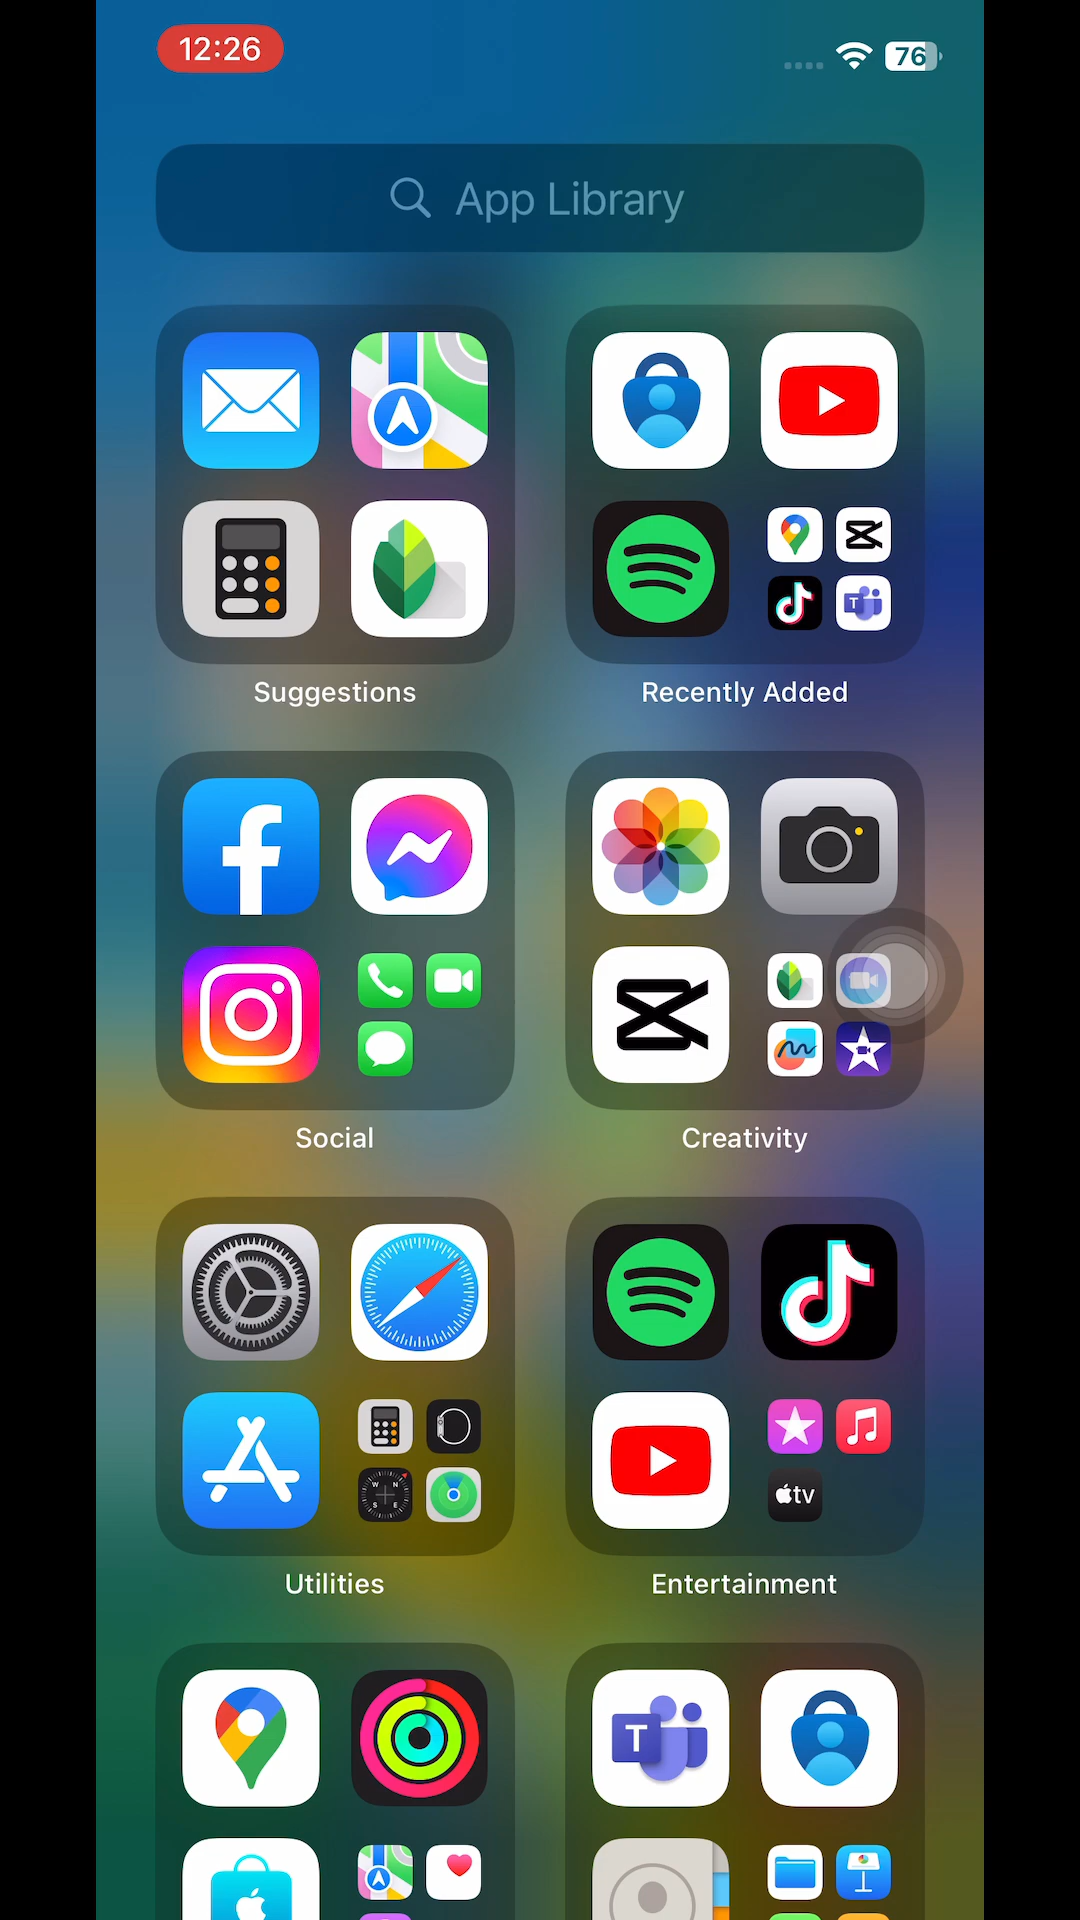 12:26
76
App Library
Suggestions
Recently Added
Social
Creativity
N
W
E
S
tv
Utilities
Entertainment
T
T